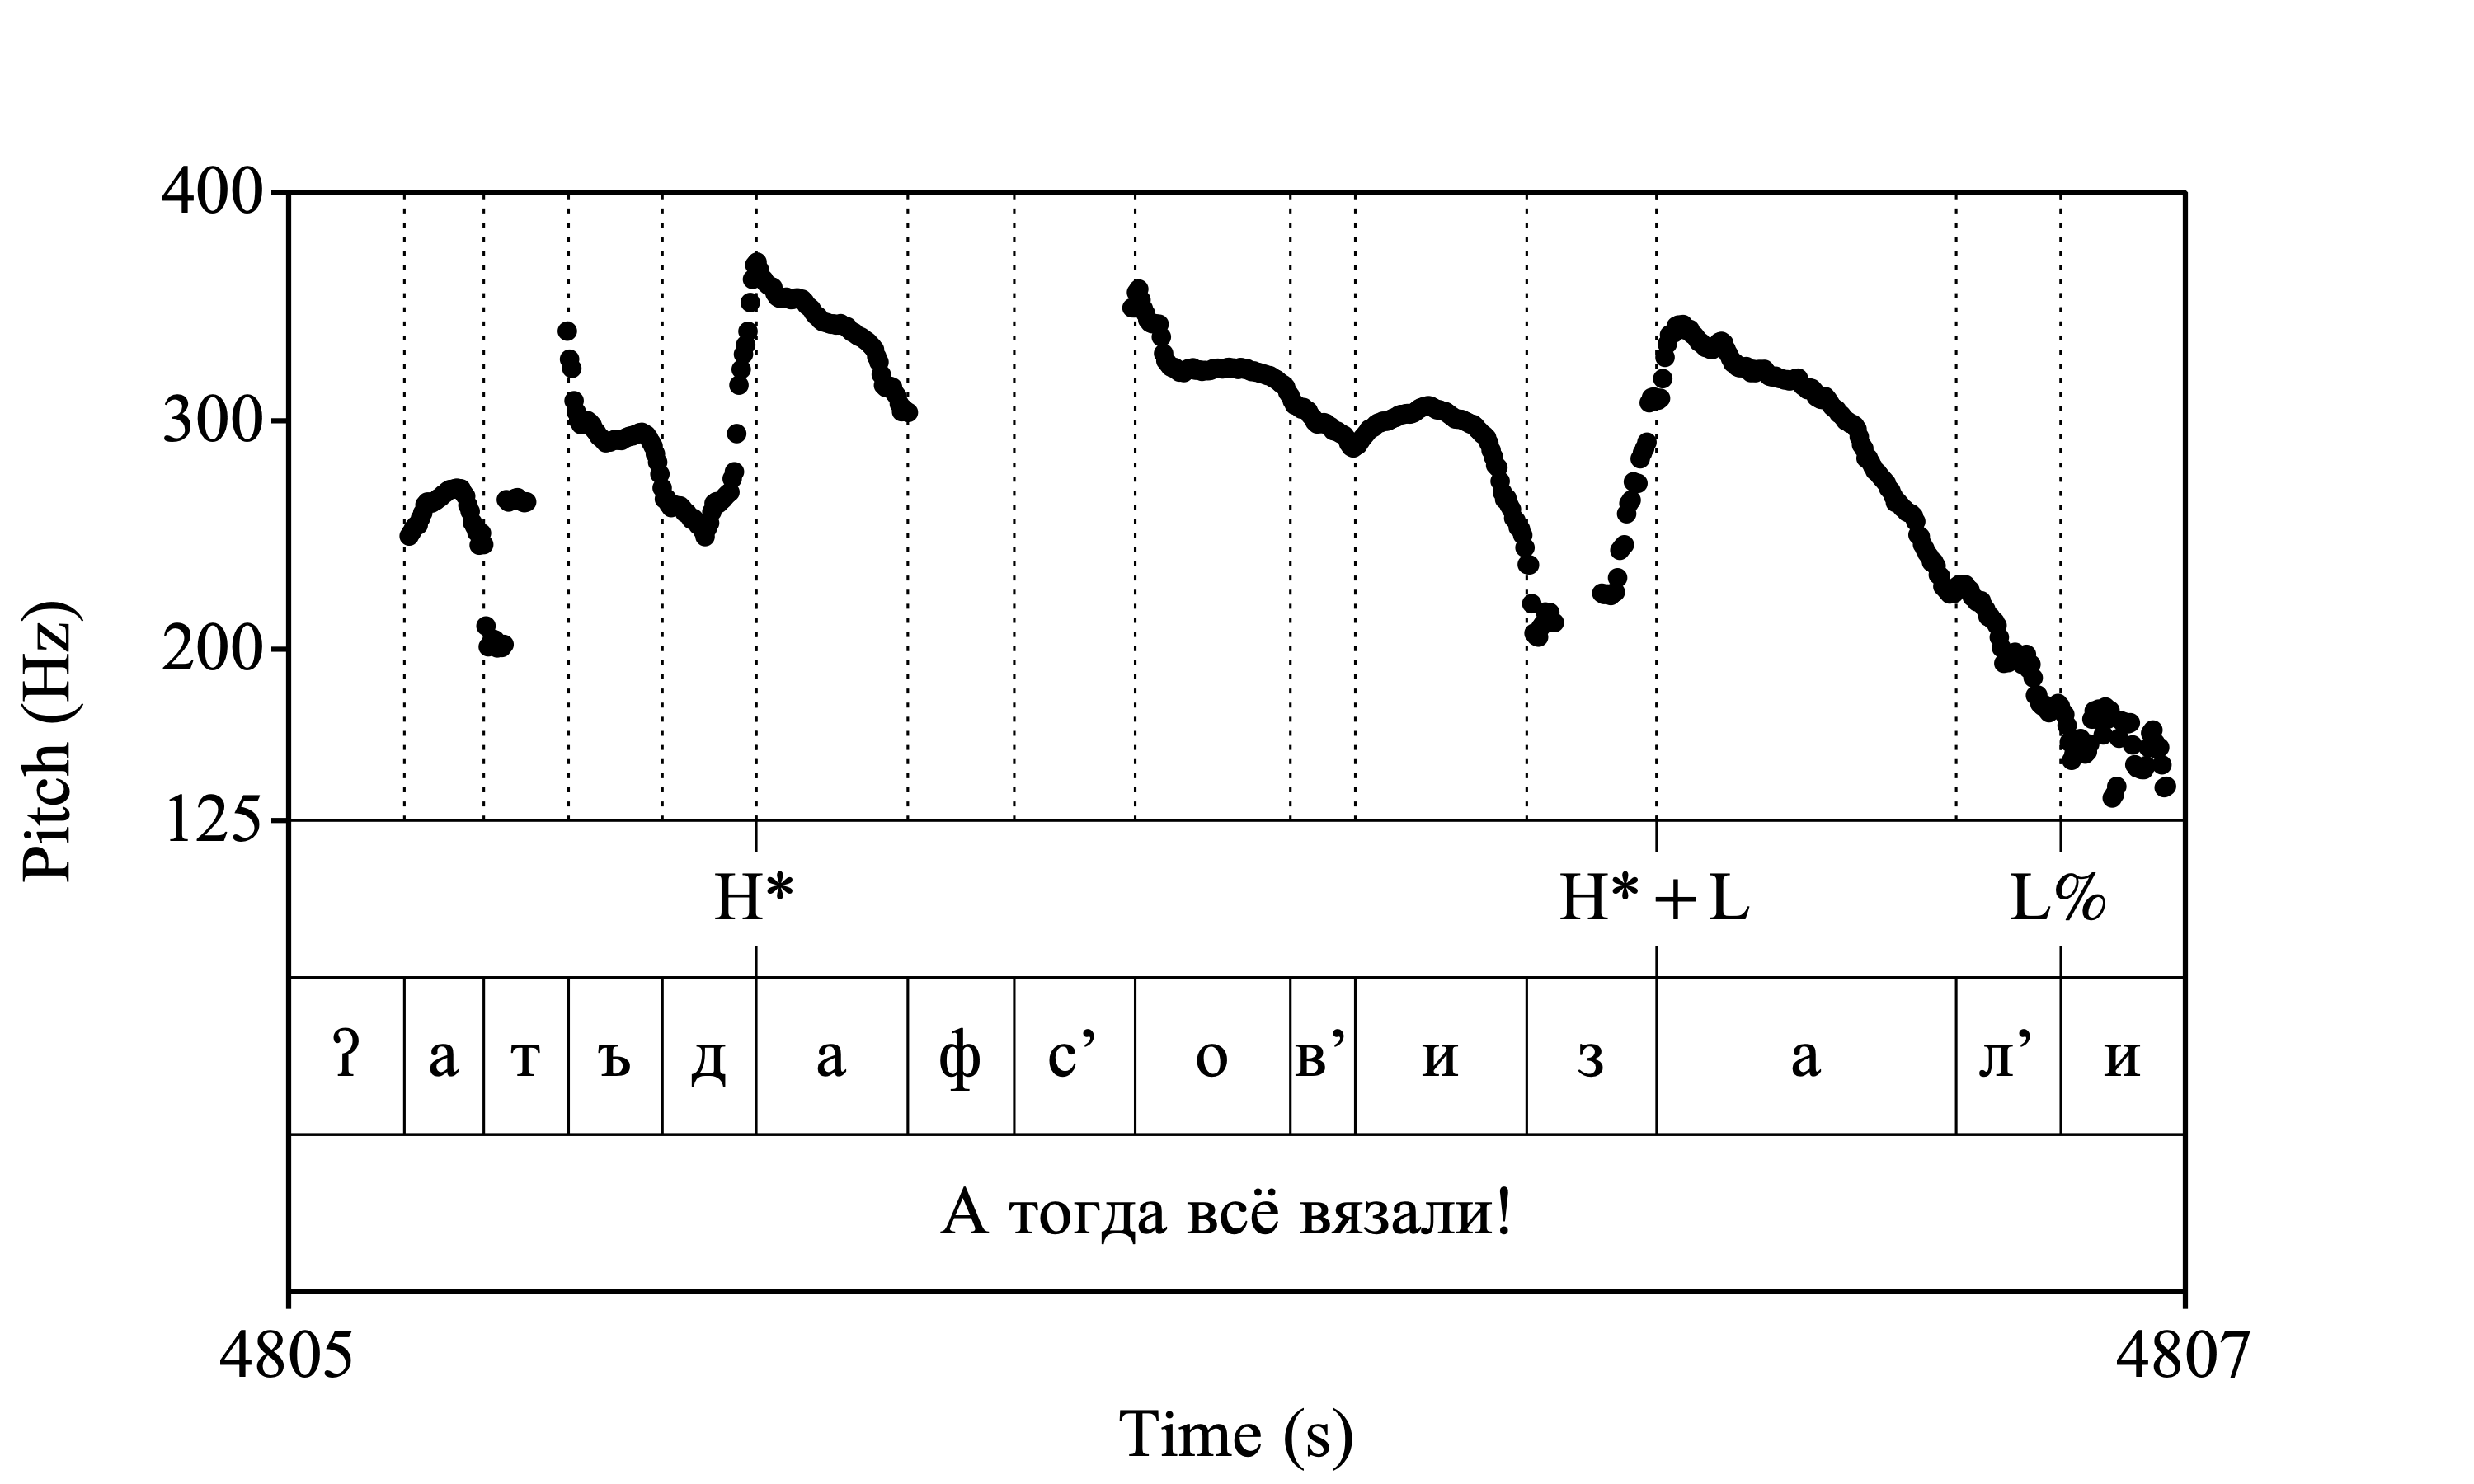 400
300
200
125
Pitch (Hz)
H* H*+L L%
ʔ а т ъ д а ф с’ о в’ и з а л’ и
А тогда всё вязали!
4805 4807
Time (s)